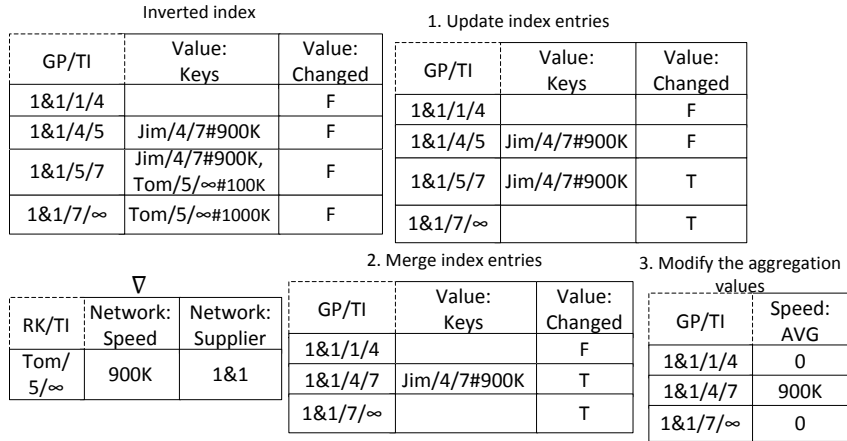 Inverted index
GP/TI Value: Keys Value: Changed
1&1/1/4 F
1&1/4/5 Jim/4/7#900K F
1&1/5/7 Jim/4/7#900K, Tom/5/∞#100K F
1&1/7/∞ Tom/5/∞#1000K F
1. Update index entries
GP/TI Value: Keys Value: Changed
1&1/1/4 F
1&1/4/5 Jim/4/7#900K F
1&1/5/7 Jim/4/7#900K T
1&1/7/∞ T
∇
RK/TI Network: Speed Network: Supplier
Tom/5/∞ 900K 1&1
2. Merge index entries
GP/TI Value: Keys Value: Changed
1&1/1/4 F
1&1/4/7 Jim/4/7#900K T
1&1/7/∞ T
3. Modify the aggregation
values
GP/TI Speed: AVG
1&1/1/4 0
1&1/4/7 900K
1&1/7/∞ 0